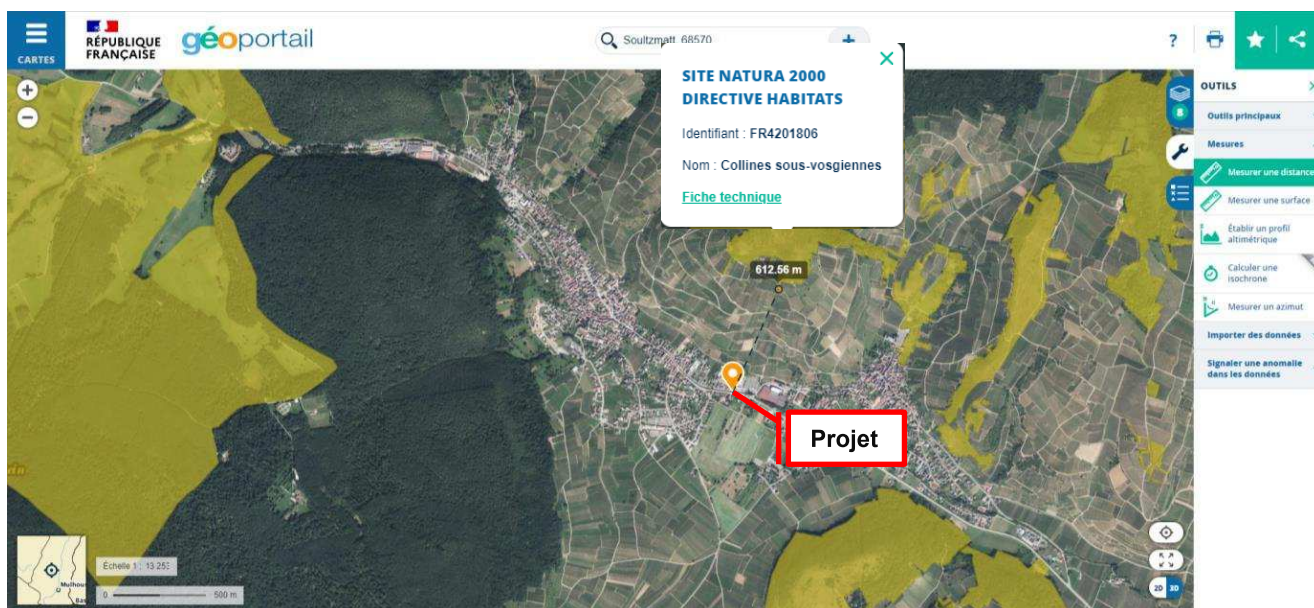 CARTES
RÉPUBLIQUE
FRANÇAISE
géoportail
Soultzmatt, 68570
?
SITE NATURA 2000
DIRECTIVE HABITATS
Identifiant : FR4201806
Nom : Collines sous-vosgiennes
Fiche technique
612.56 m
Projet
8
OUTILS
Outils principaux
Mesures
Mesurer une distance
Mesurer une surface
Établir un profil
altimétrique
Calculer une
isochrone
Mesurer un azimut
Importer des données
Signaler une anomalie
dans les données
Échelle 1 : 13 253
0 500 m
2D 3D